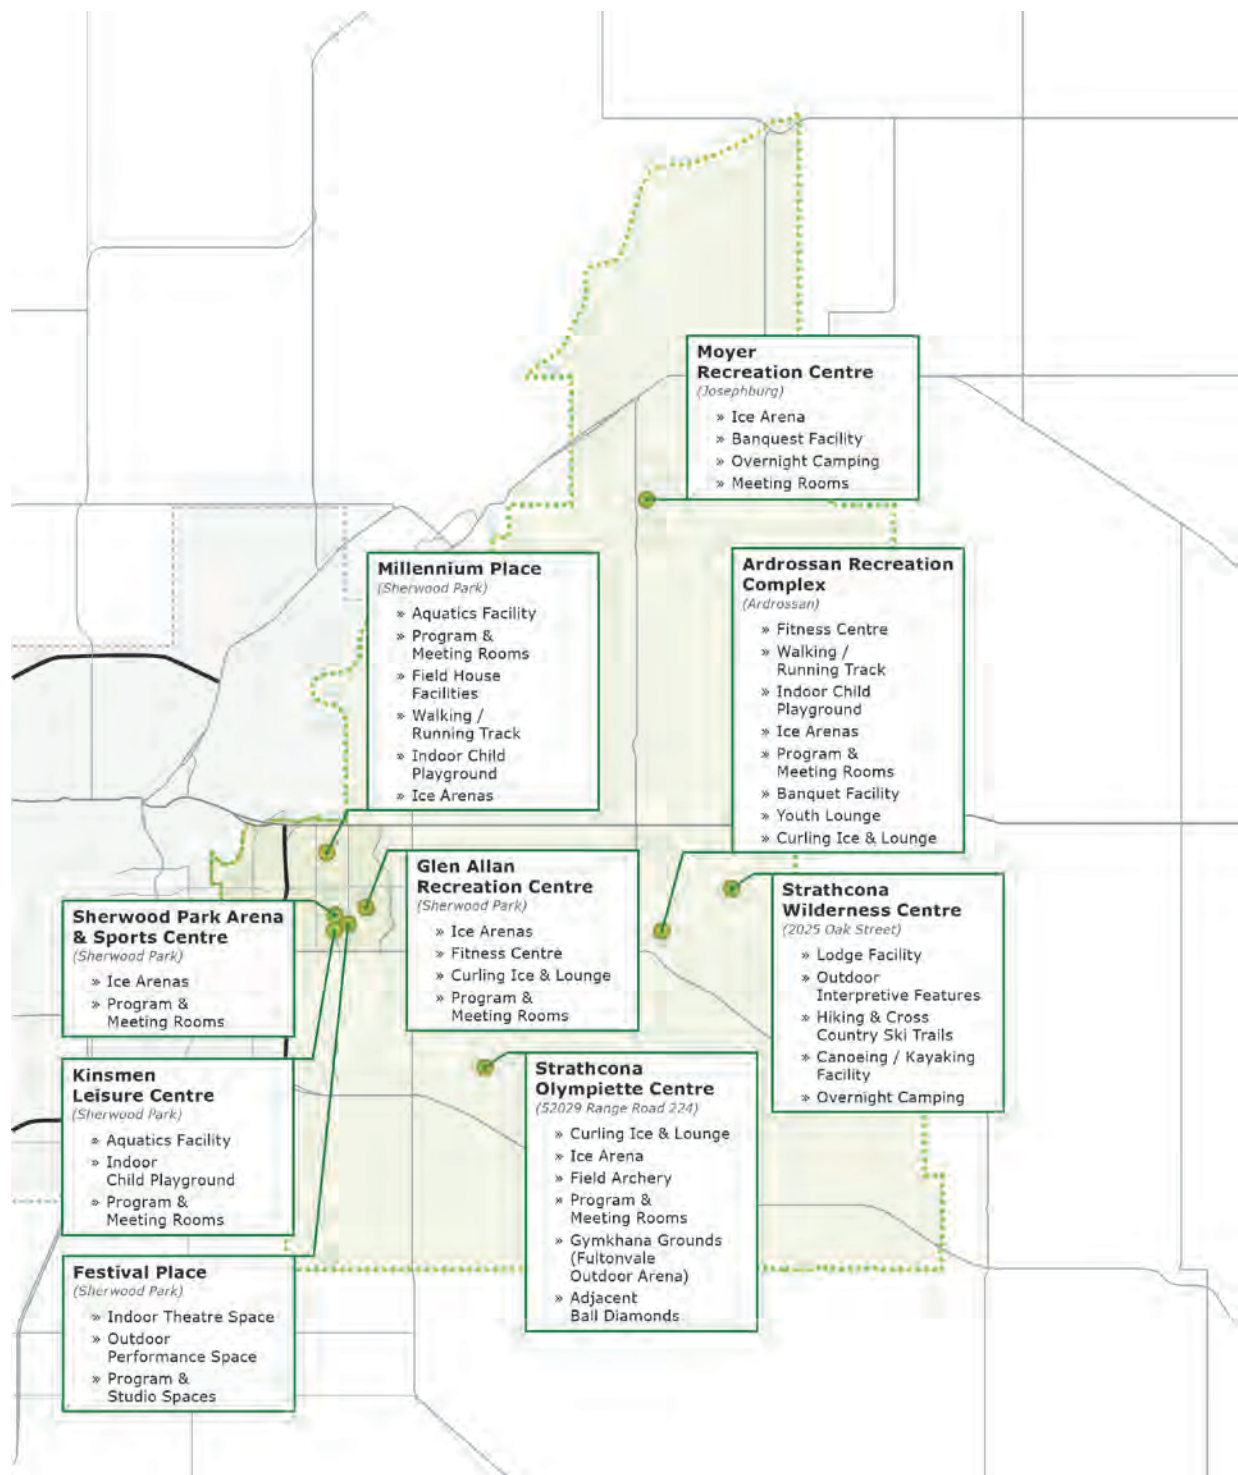 Moyer
Recreation Centre
(Josephburg)
» Ice Arena
» Banquest Facility
» Overnight Camping
» Meeting Rooms
Millennium Place
(Sherwood Park)
» Aquatics Facility
» Program &
Meeting Rooms
» Field House
Facilities
» Walking /
Running Track
» Indoor Child
Playground
» Ice Arenas
Ardrossan Recreation
Complex
(Ardrossan)
» Fitness Centre
» Walking /
Running Track
» Indoor Child
Playground
» Ice Arenas
» Program &
Meeting Rooms
» Banquet Facility
» Youth Lounge
» Curling Ice & Lounge
Glen Allan
Recreation Centre
(Sherwood Park)
» Ice Arenas
» Fitness Centre
» Curling Ice & Lounge
» Program &
Meeting Rooms
Strathcona
Wilderness Centre
(2025 Oak Street)
» Lodge Facility
» Outdoor
Interpretive Features
» Hiking & Cross
Country Ski Trails
» Canoeing / Kayaking
Facility
» Overnight Camping
Sherwood Park Arena
& Sports Centre
(Sherwood Park)
» Ice Arenas
» Program &
Meeting Rooms
Kinsmen
Leisure Centre
(Sherwood Park)
» Aquatics Facility
» Indoor
Child Playground
» Program &
Meeting Rooms
Strathcona
Olympiette Centre
(52029 Range Road 224)
» Curling Ice & Lounge
» Ice Arena
» Field Archery
» Program &
Meeting Rooms
» Gymkhana Grounds
(Fultonvale
Outdoor Arena)
» Adjacent
Ball Diamonds
Festival Place
(Sherwood Park)
» Indoor Theatre Space
» Outdoor
Performance Space
» Program &
Studio Spaces